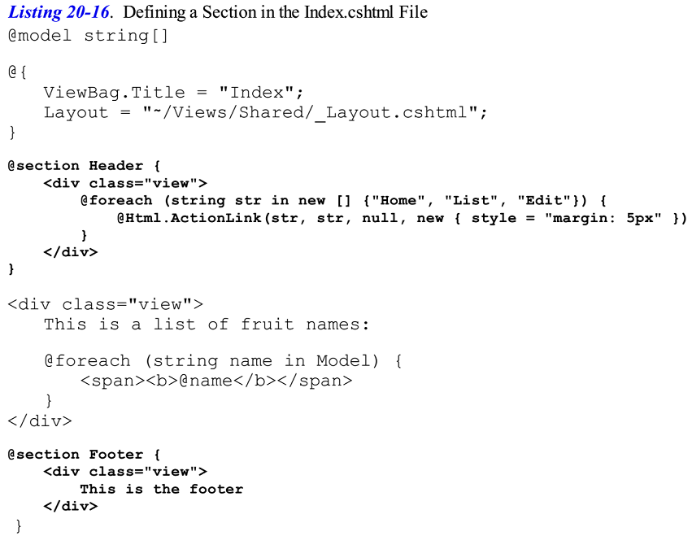 Listing 20-16. Defining a Section in the Index.cshtml File
@model string[]
@{
    ViewBag.Title = "Index";
    Layout = "~/Views/Shared/_Layout.cshtml";
}
@section Header {
    <div class="view">
        @foreach (string str in new [] {"Home", "List", "Edit"}) {
            @Html.ActionLink(str, str, null, new { style = "margin: 5px" })
        }
    </div>
}
<div class="view">
    This is a list of fruit names:
    @foreach (string name in Model) {
        <span><b>@name</b></span>
    }
</div>
@section Footer {
    <div class="view">
        This is the footer
    </div>
}